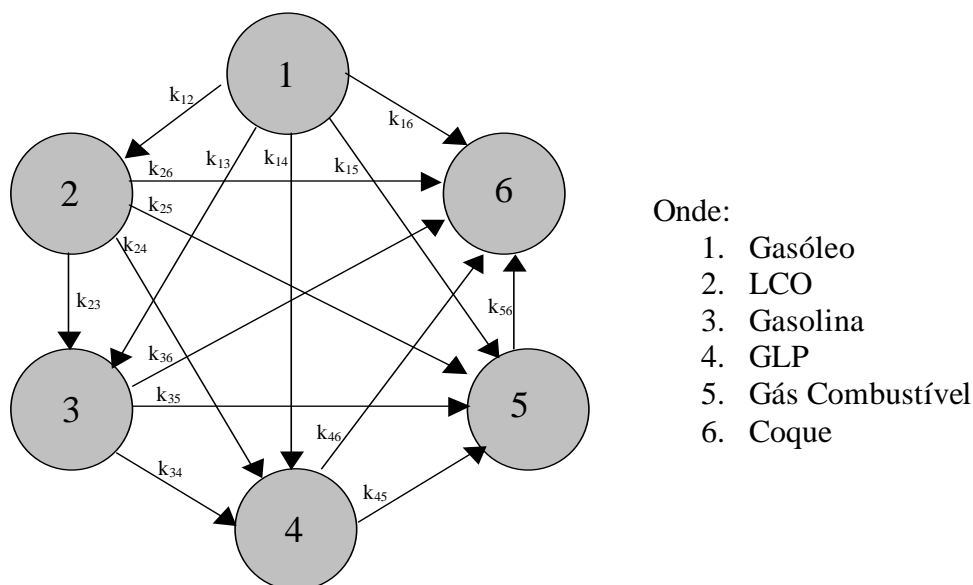 1
k12
k16
k13
k14
k15
2
k26
6
k25
k24
k23
k56
k36
3
k35
5
k46
k34
k45
4
Onde:
1. Gasóleo
2. LCO
3. Gasolina
4. GLP
5. Gás Combustível
6. Coque